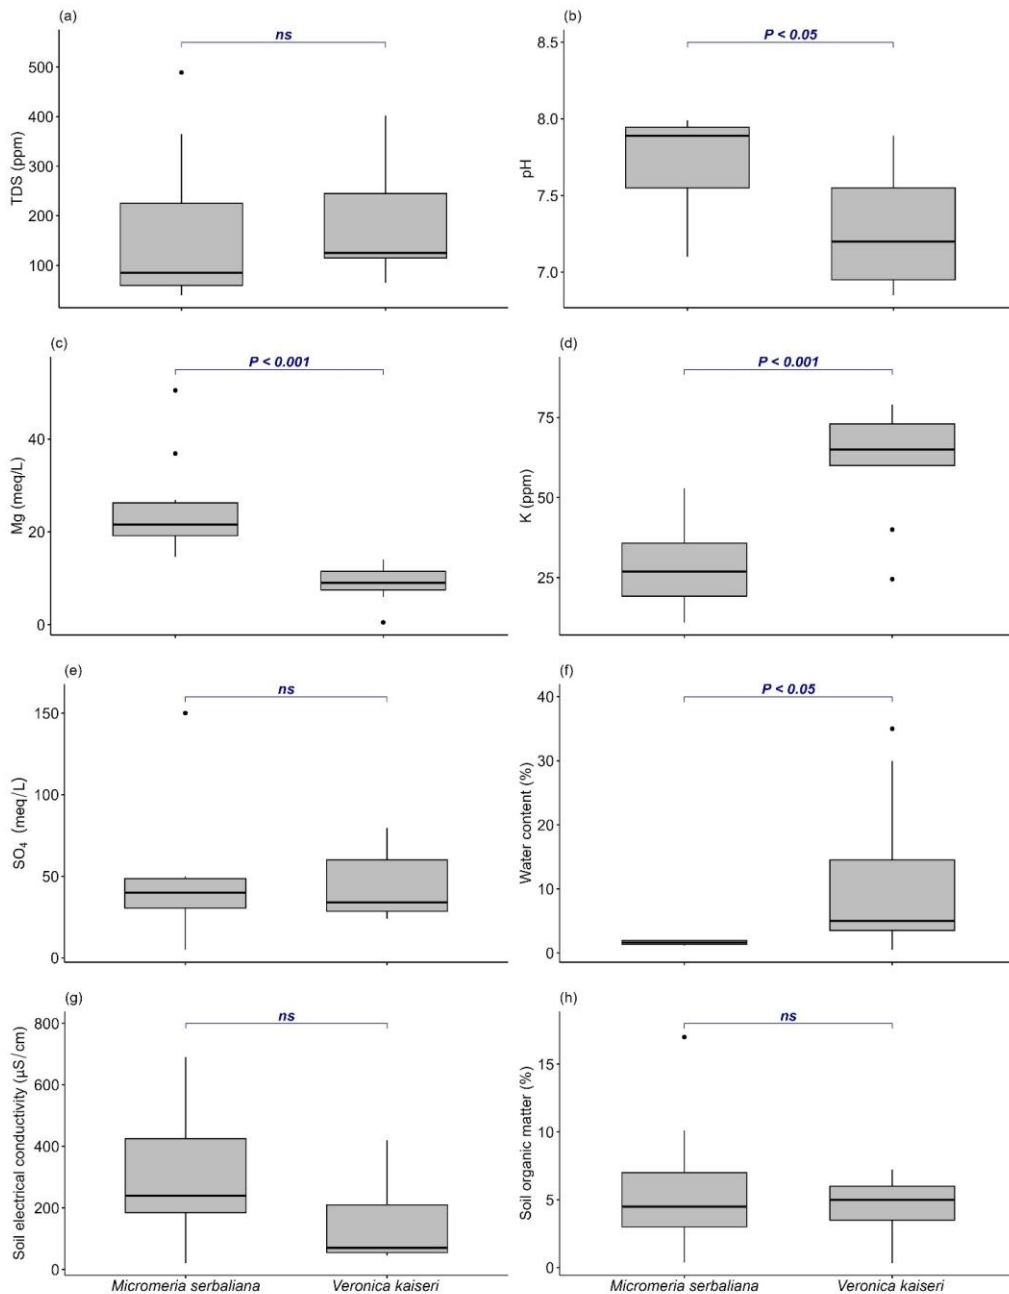 (a)
ns
500
400
300
200
100
TDS (ppm)
(b)
P < 0.05
8.5
8.0
7.5
7.0
pH
(c)
P < 0.001
40
20
0
Mg (meq/L)
(d)
P < 0.001
75
50
25
K (ppm)
(e)
ns
150
100
50
0
SO₄ (meq/L)
(f)
P < 0.05
40
30
20
10
0
Water content (%)
(g)
ns
800
600
400
200
0
Soil electrical conductivity (µS/cm)
Micromeria serbaliana
Veronica kaiseri
(h)
ns
15
10
5
0
Soil organic matter (%)
Micromeria serbaliana
Veronica kaiseri